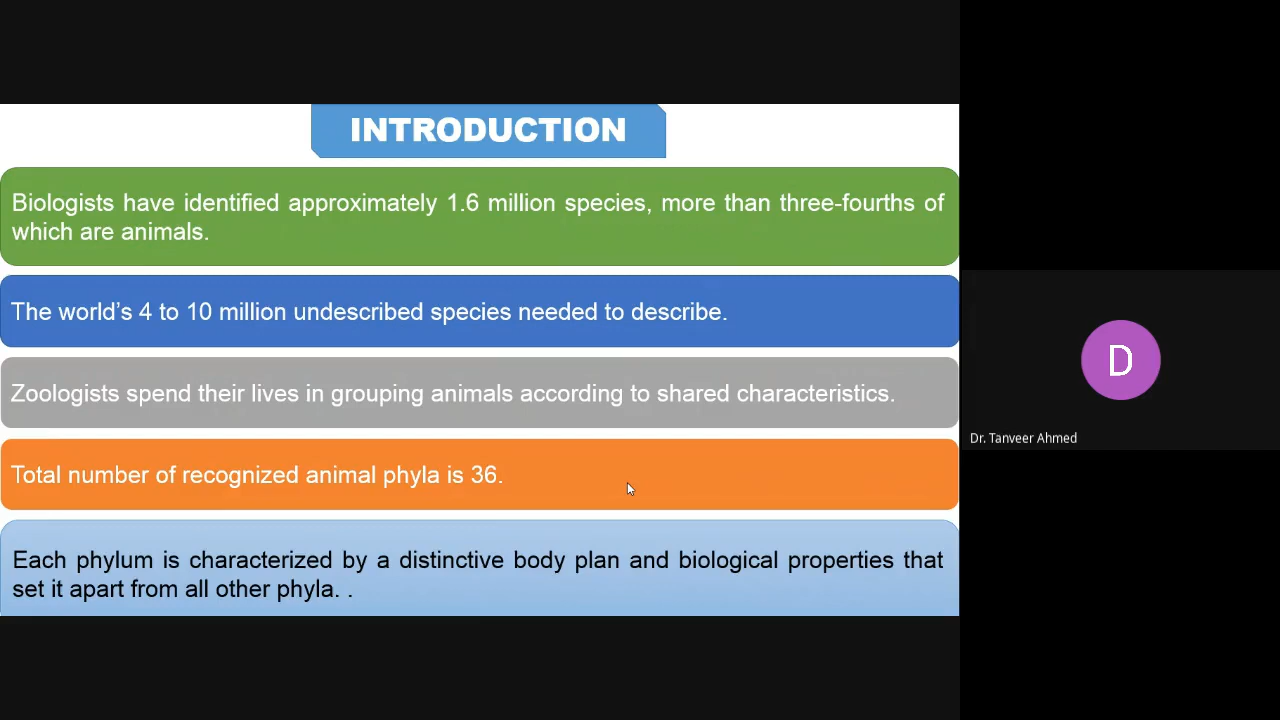 INTRODUCTION
Biologists have identified approximately 1.6 million species, more than three-fourths of
which are animals.
The world’s 4 to 10 million undescribed species needed to describe.
Zoologists spend their lives in grouping animals according to shared characteristics.
Total number of recognized animal phyla is 36.
Each phylum is characterized by a distinctive body plan and biological properties that
set it apart from all other phyla. .
D
Dr. Tanveer Ahmed